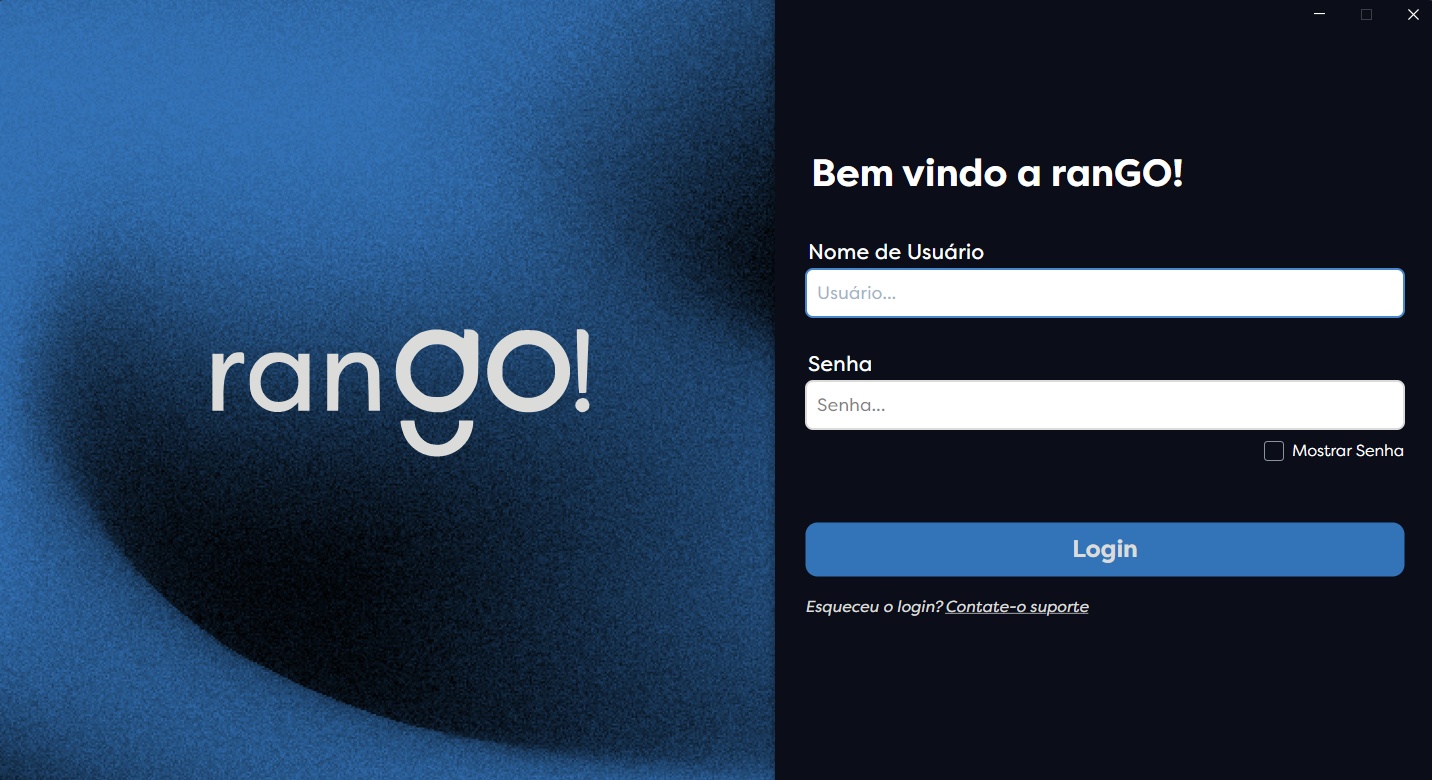 ranGO!
Bem vindo a ranGO!
Nome de Usuário
Usuário...
Senha
Senha...
Mostrar Senha
Login
Esqueceu o login? Contate-o suporte